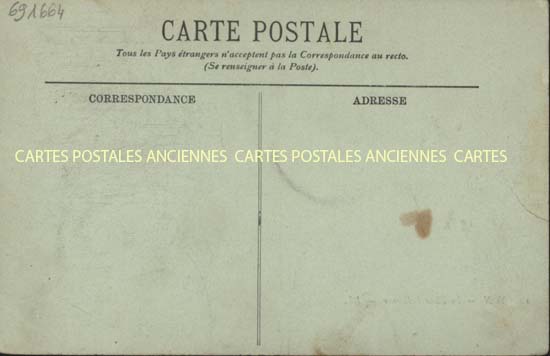 691664
CARTE POSTALE
Tous les Pays étrangers n'acceptent pas la Correspondance au recto.
(Se renseigner à la Poste).
CORRESPONDANCE
ADRESSE
CARTES POSTALES ANCIENNES CARTES POSTALES ANCIENNES CARTES